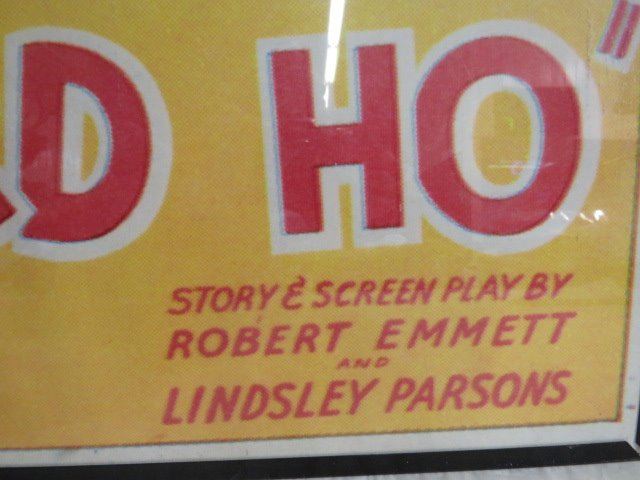 D HO"
STORY & SCREEN PLAY BY
ROBERT EMMETT
AND
LINDSLEY PARSONS